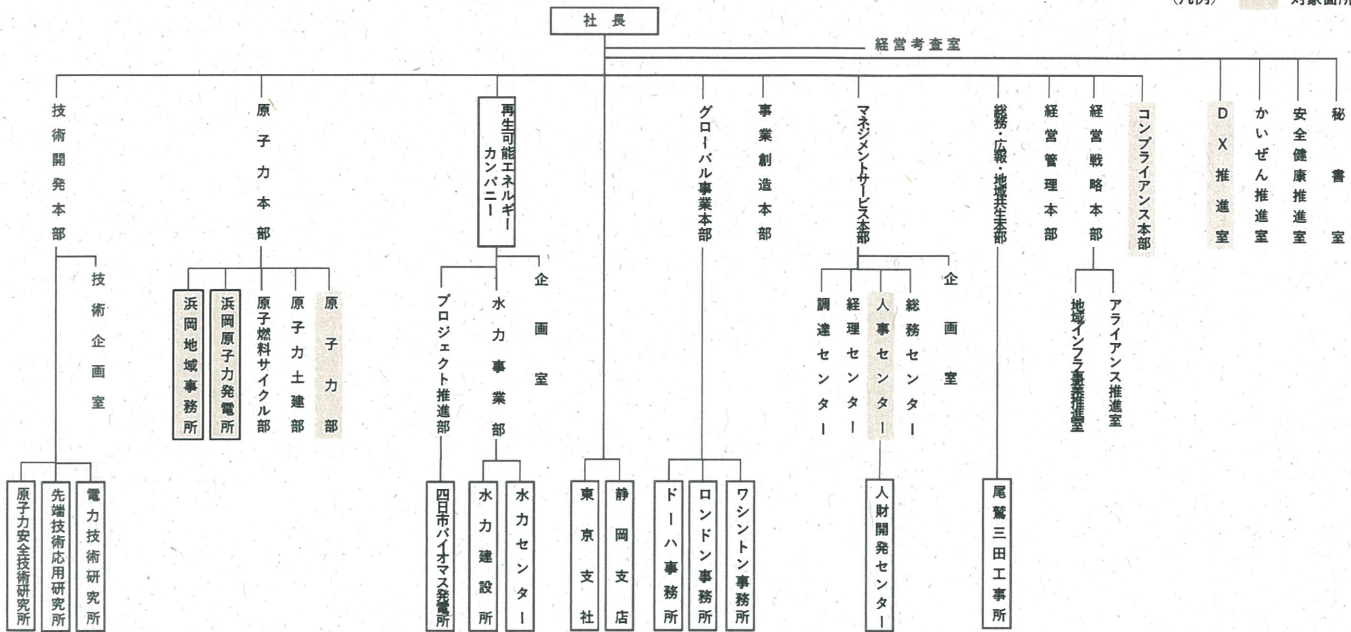 (凡例) 対象箇所
社長
経営考査室
技術開発本部
原子力本部
再生可能エネルギー
カンパニー
グローバル事業本部
事業創造本部
マネジメントサービス本部
総務・広報・地域共生本部
経営管理本部
経営戦略本部
コンプライアンス本部
DX推進室
かいぜん推進室
安全健康推進室
秘書室
技術企画室
浜岡地域事務所
浜岡原子力発電所
原子燃料サイクル部
原子力土建部
原子力部
プロジェクト推進部
水力事業部
企画室
調達センター
経理センター
人事センター
総務センター
企画室
地域インフラ事業推進室
アライアンス推進室
原子力安全技術研究所
先端技術応用研究所
電力技術研究所
四日市バイオマス発電所
水力建設所
水力センター
東京支社
静岡支店
ドーハ事務所
ロンドン事務所
ワシントン事務所
人財開発センター
尾鷲三田工事所